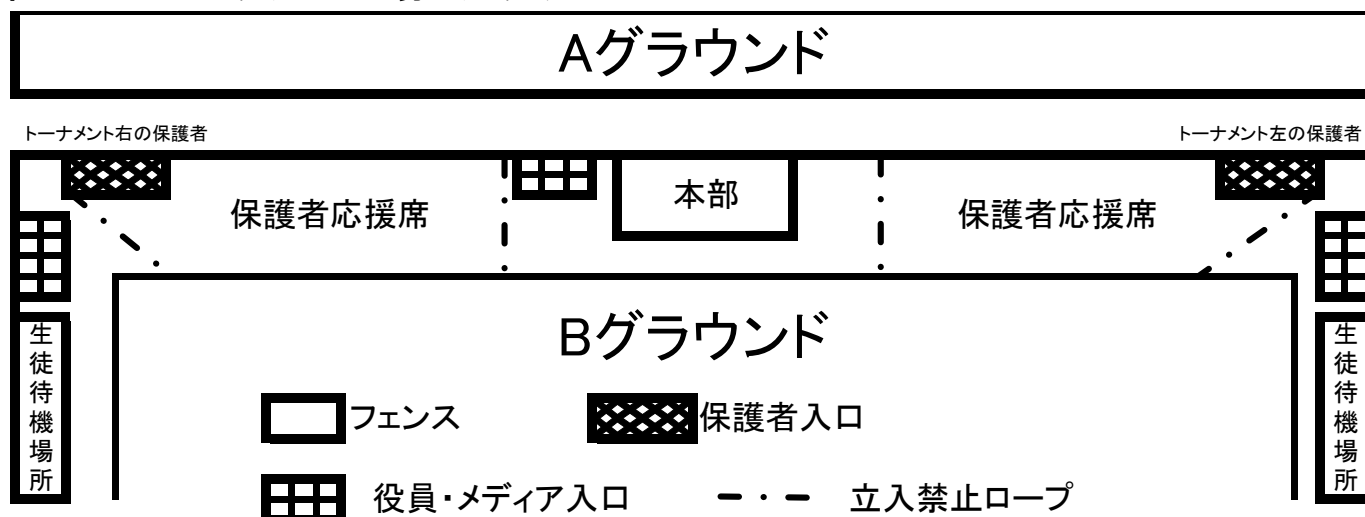 Aグラウンド
トーナメント右の保護者
トーナメント左の保護者
本部
保護者応援席
保護者応援席
Bグラウンド
生徒待機場所
生徒待機場所
フェンス
保護者入口
役員・メディア入口
立入禁止ロープ